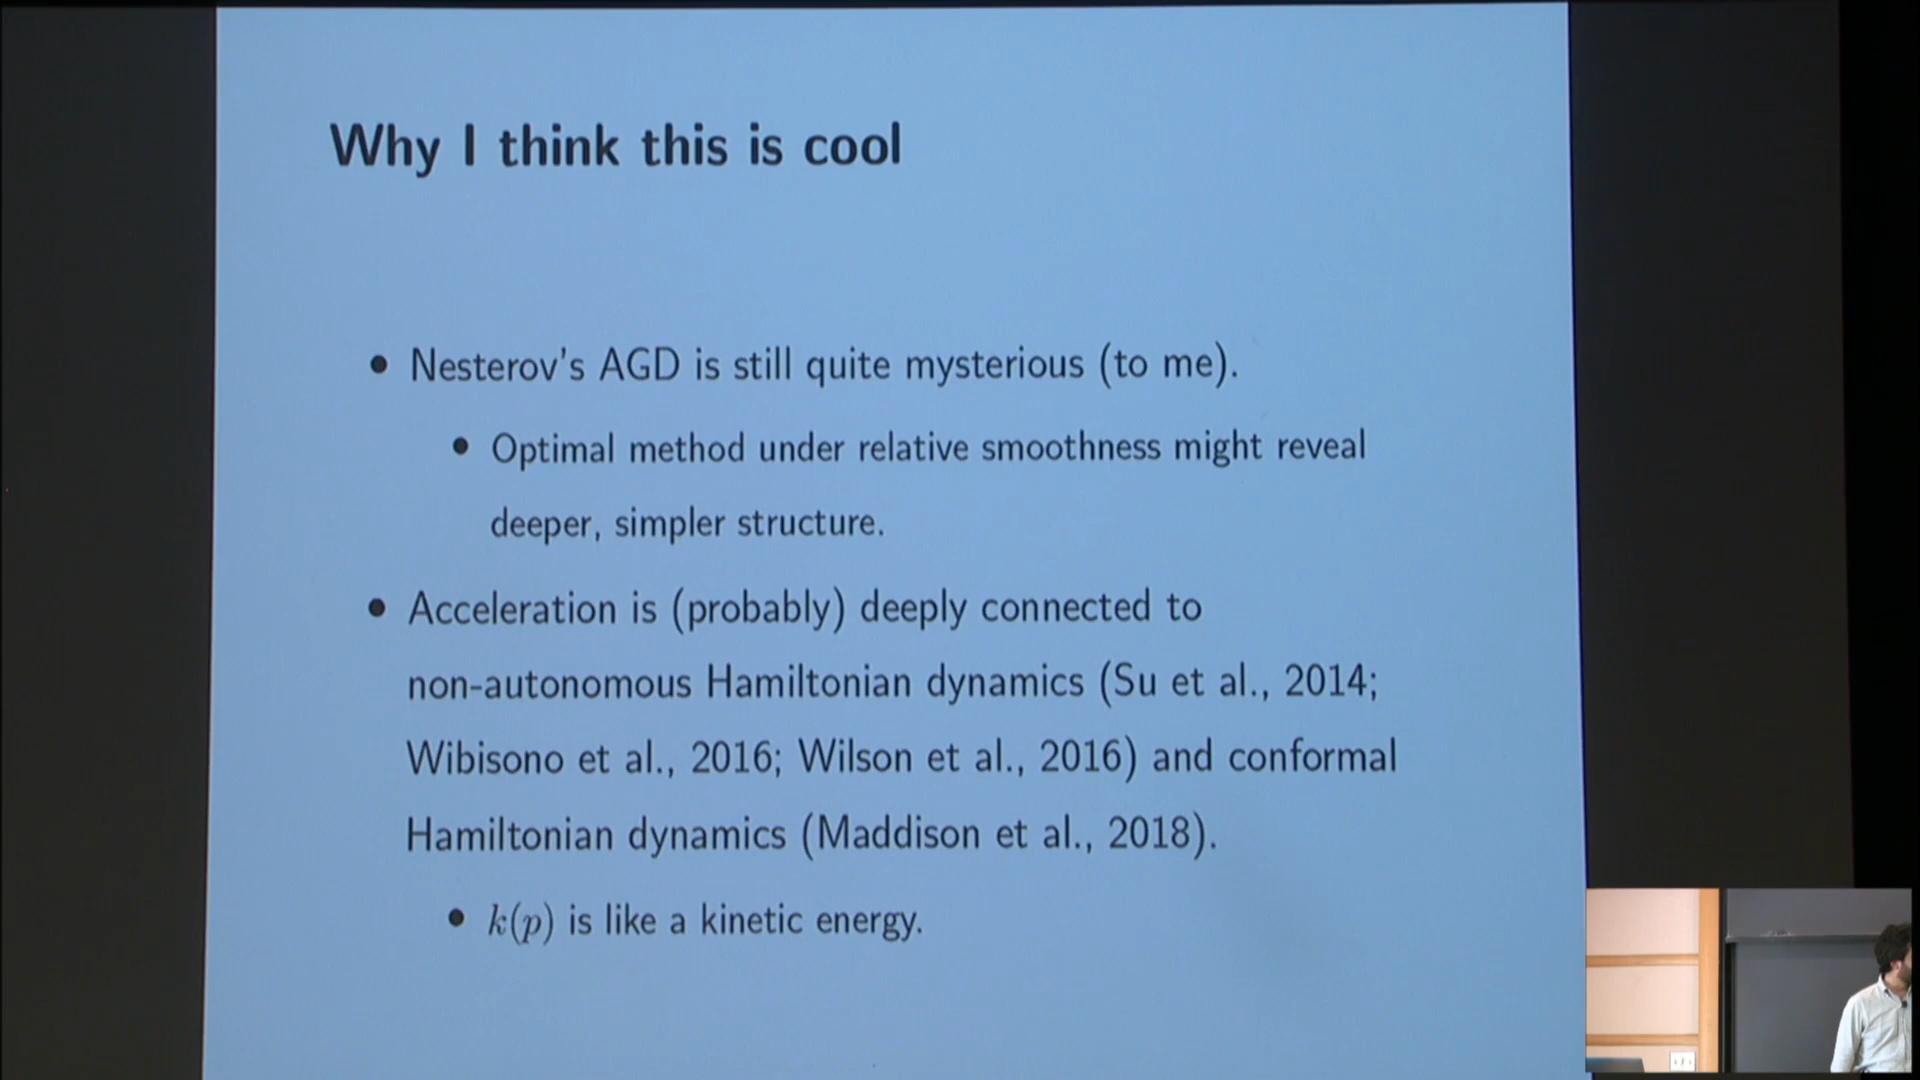 Why I think this is cool
• Nesterov's AGD is still quite mysterious (to me).
• Optimal method under relative smoothness might reveal
deeper, simpler structure.
• Acceleration is (probably) deeply connected to
non-autonomous Hamiltonian dynamics (Su et al., 2014;
Wibisono et al., 2016; Wilson et al., 2016) and conformal
Hamiltonian dynamics (Maddison et al., 2018).
• k(p) is like a kinetic energy.